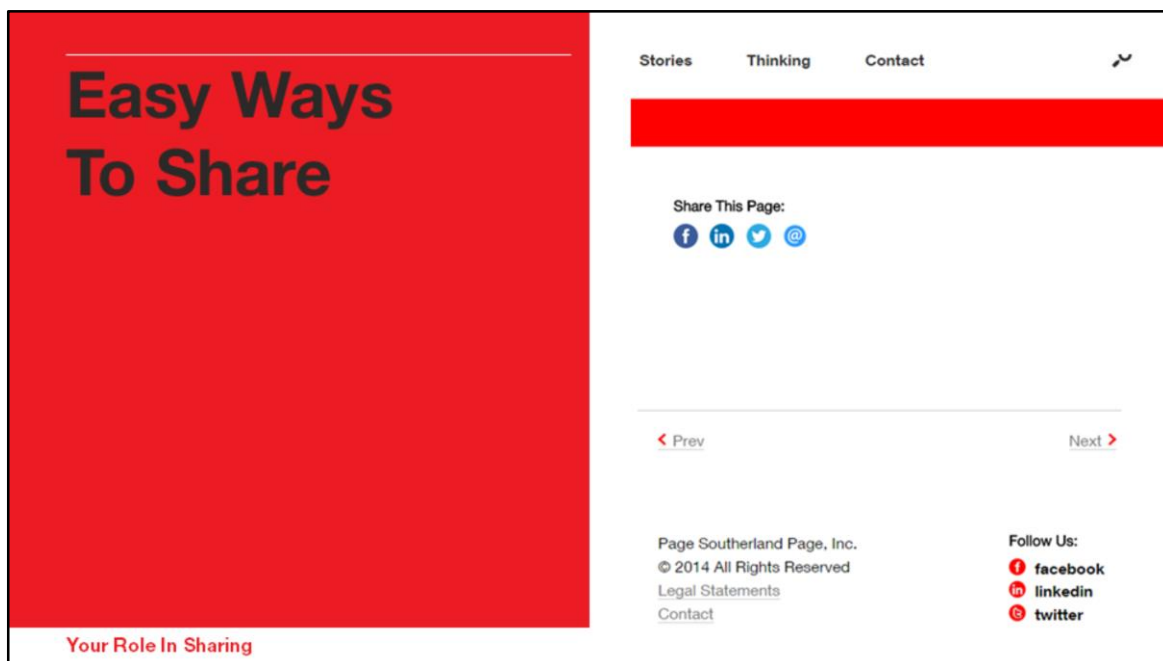 Easy Ways
To Share
Your Role In Sharing
Stories Thinking Contact
Share This Page:
Prev Next
Page Southerland Page, Inc.
© 2014 All Rights Reserved
Legal Statements
Contact
Follow Us:
facebook
linkedin
twitter